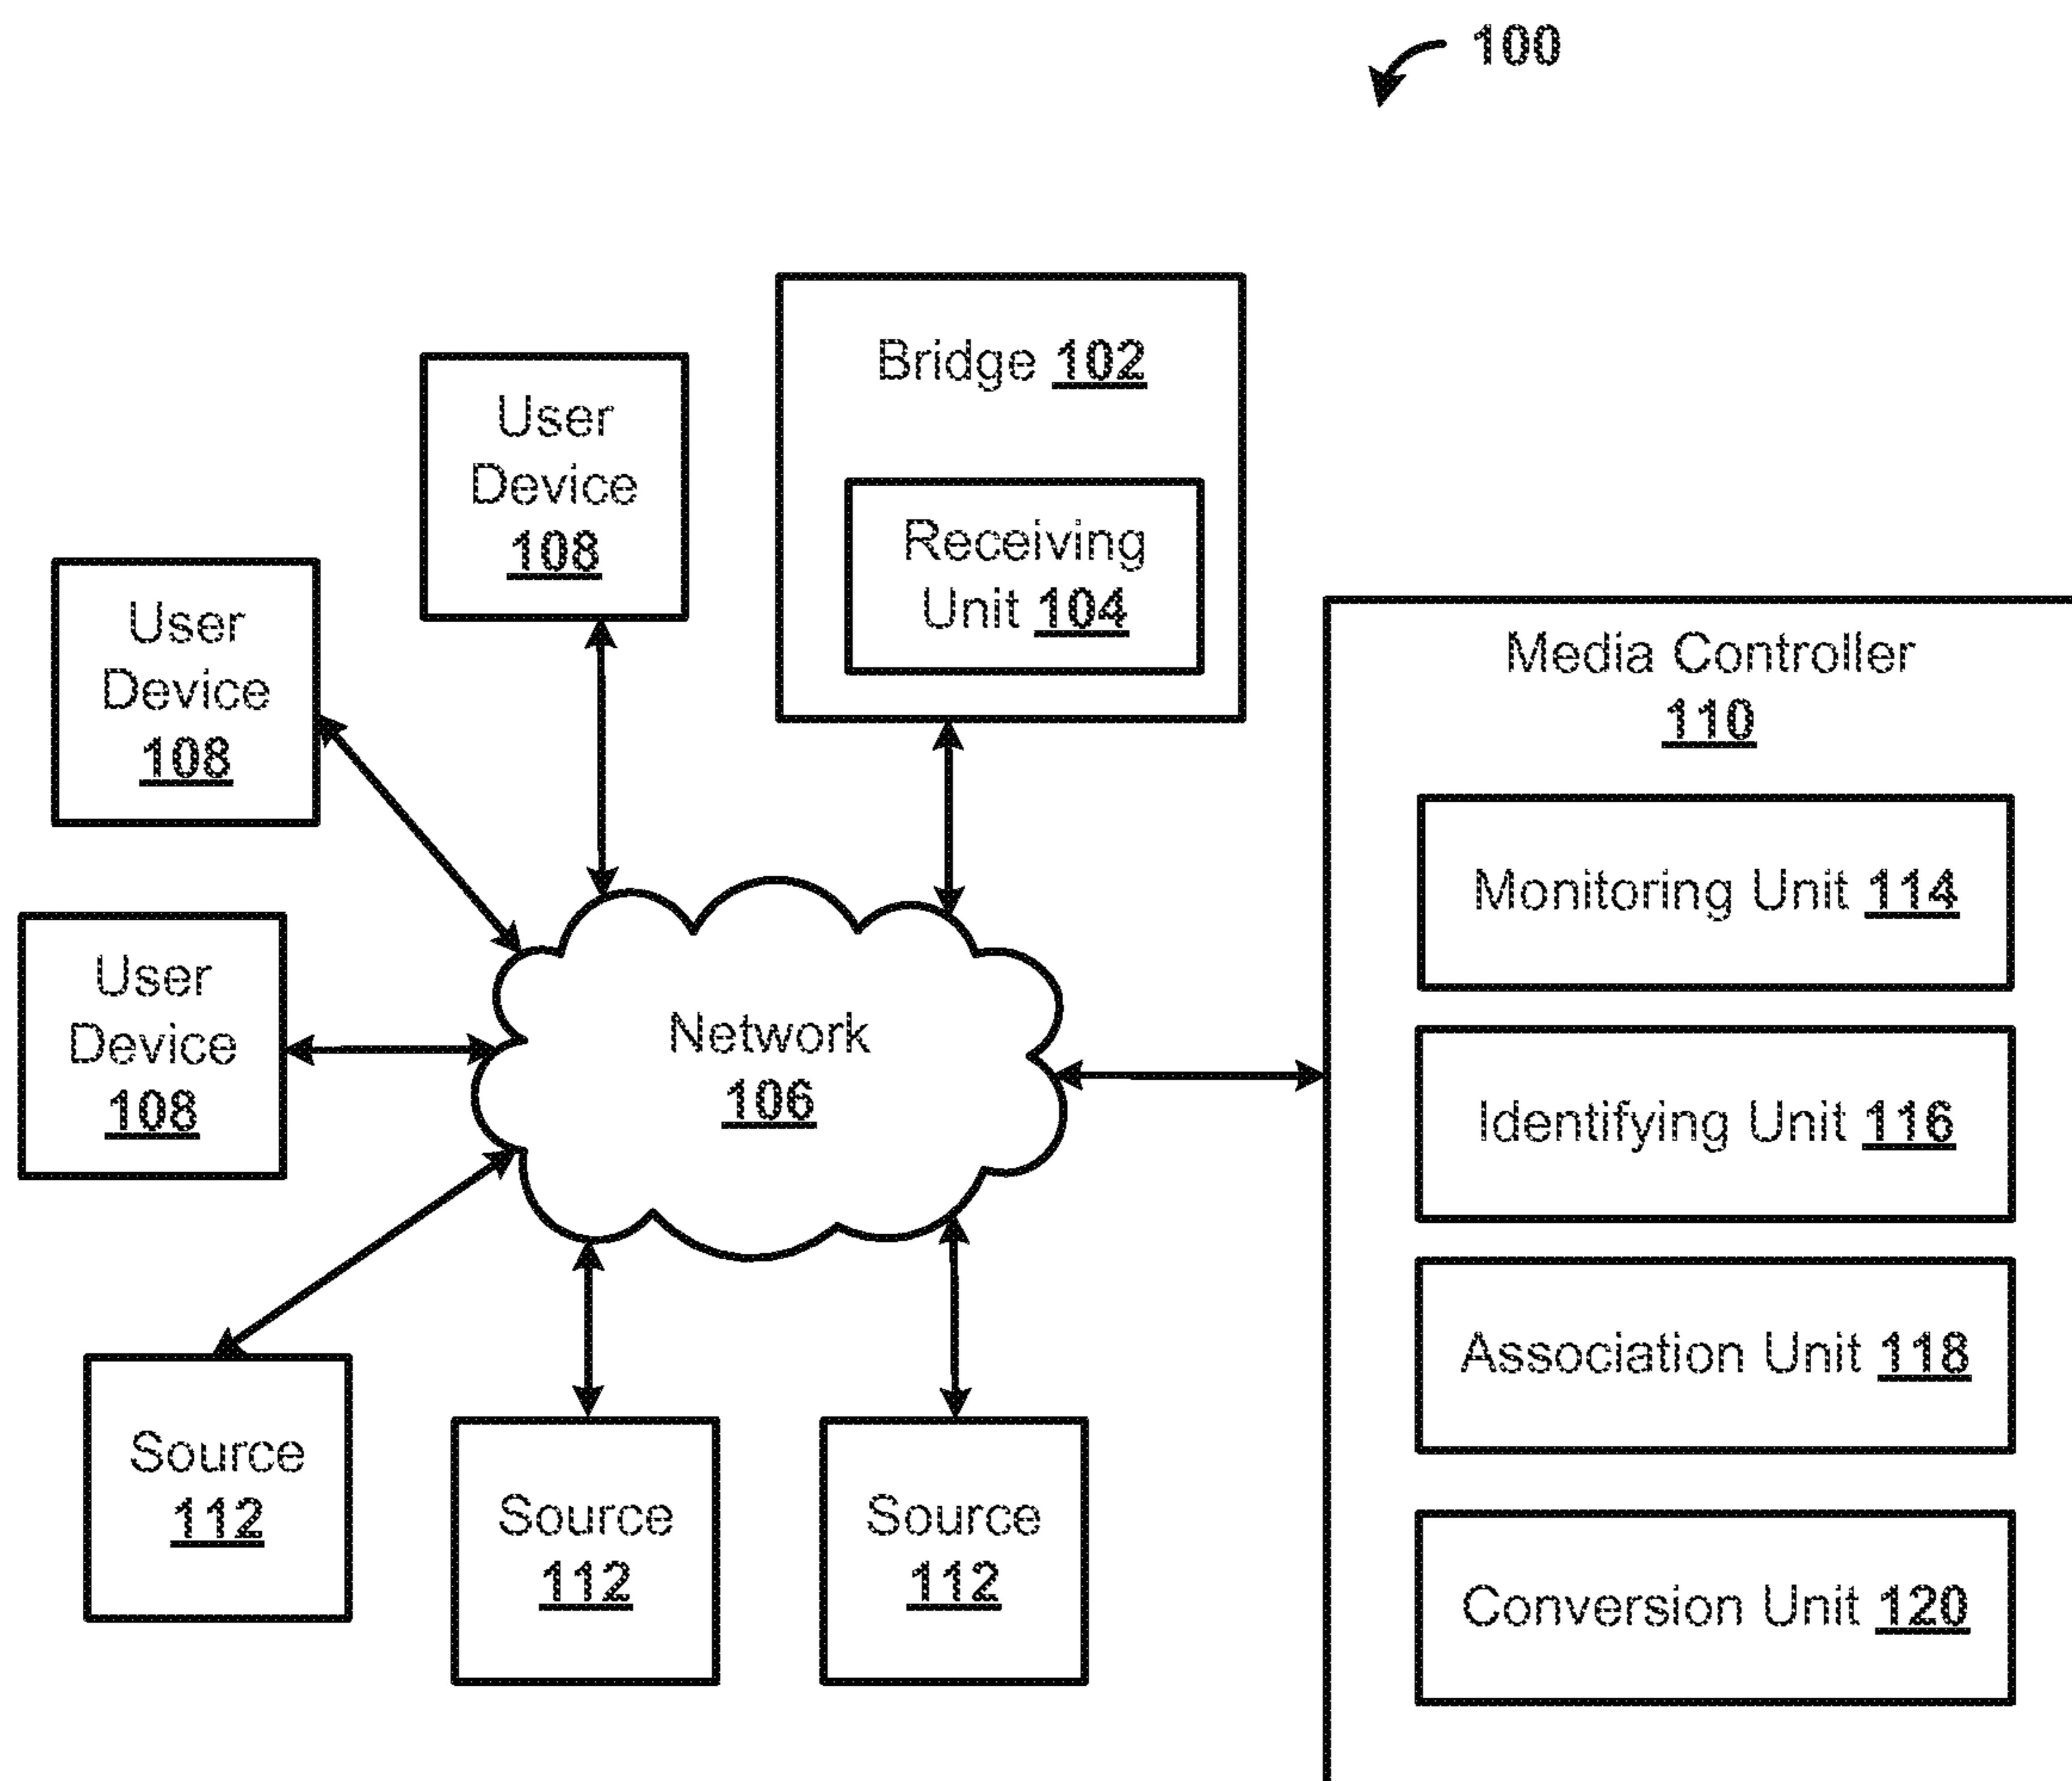 100
Bridge 102
Receiving
Unit 104
User
Device
108
User
Device
108
User
Device
108
Network
106
Source
112
Source
112
Source
112
Media Controller
110
Monitoring Unit 114
Identifying Unit 116
Association Unit 118
Conversion Unit 120